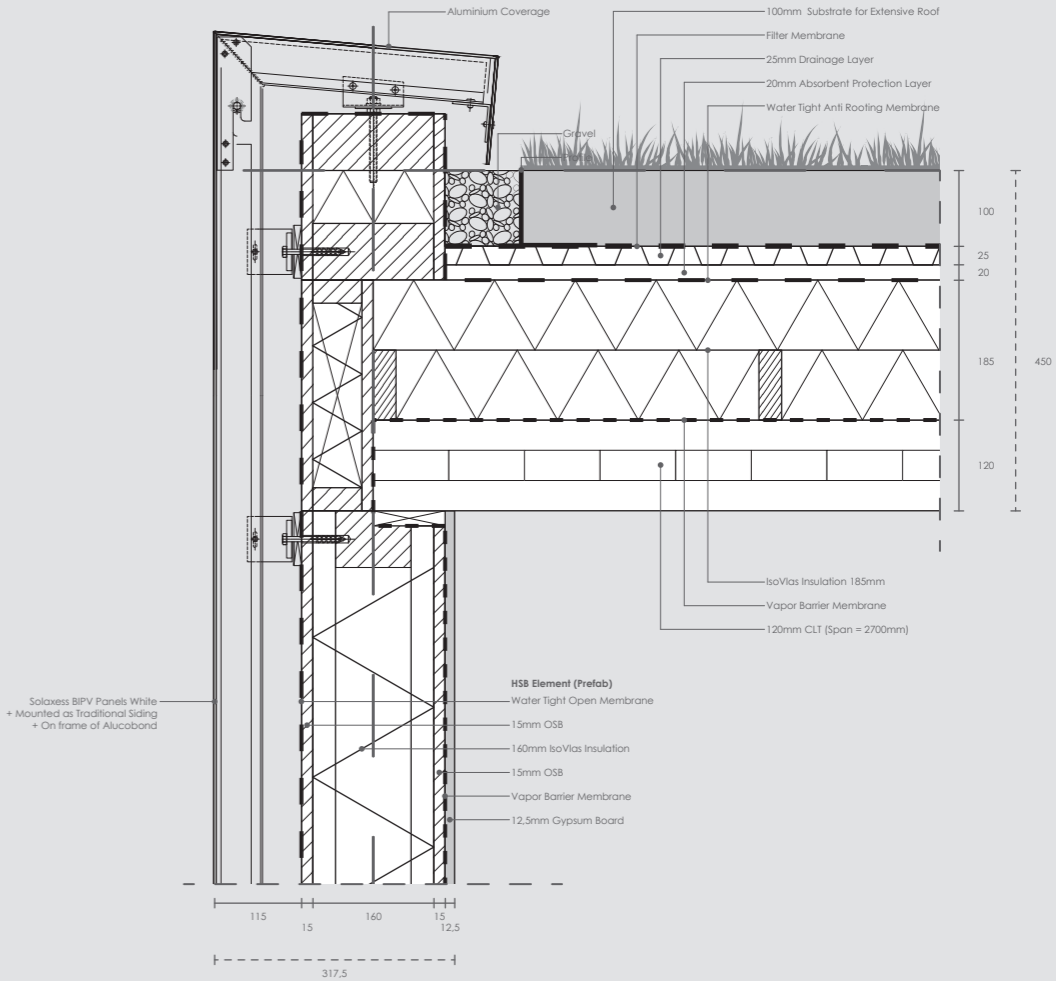 Aluminium Coverage
100mm Substrate for Extensive Roof
Filter Membrane
25mm Drainage Layer
20mm Absorbent Protection Layer
Water Tight Anti Rooting Membrane
Gravel
100
25
20
185
450
120
IsoVlas Insulation 185mm
Vapor Barrier Membrane
120mm CLT (Span = 2700mm)
HSB Element (Prefab)
Water Tight Open Membrane
15mm OSB
160mm IsoVlas Insulation
15mm OSB
Vapor Barrier Membrane
12,5mm Gypsum Board
Solaxess BIPV Panels White
+ Mounted as Traditional Siding
+ On frame of Alucobond
115
15
160
15
12,5
317,5